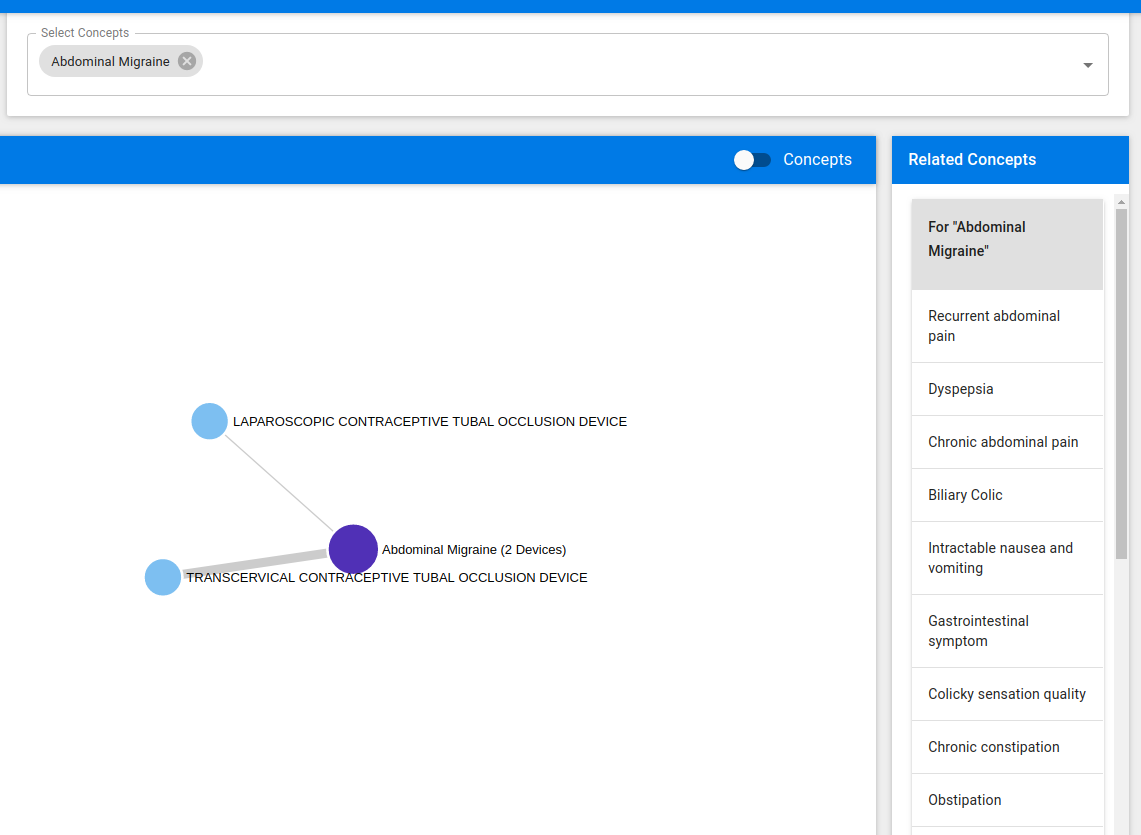 Select Concepts
Abdominal Migraine
Concepts
Related Concepts
For "Abdominal
Migraine"
Recurrent abdominal
pain
Dyspepsia
Chronic abdominal pain
Biliary Colic
Intractable nausea and
vomiting
Gastrointestinal
symptom
Colicky sensation quality
Chronic constipation
Obstipation
LAPAROSCOPIC CONTRACEPTIVE TUBAL OCCLUSION DEVICE
Abdominal Migraine (2 Devices)
TRANSCERVICAL CONTRACEPTIVE TUBAL OCCLUSION DEVICE